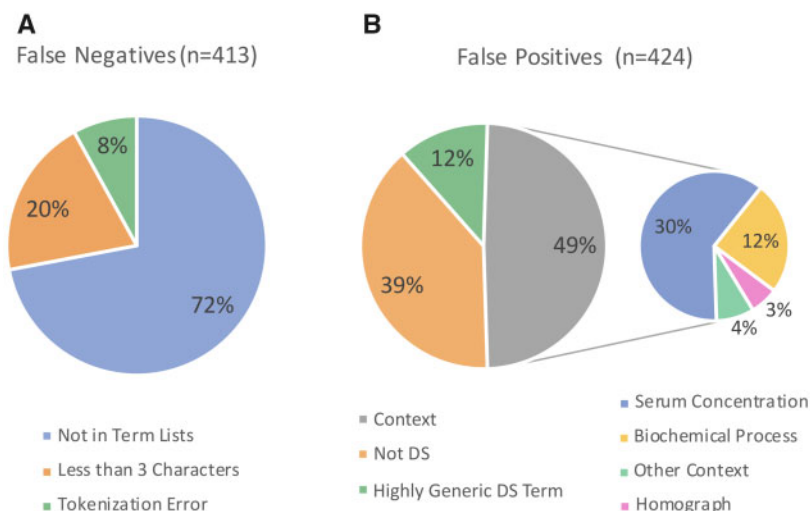 A
False Negatives (n=413)
8%
20%
72%
Not in Term Lists
Less than 3 Characters
Tokenization Error
B
False Positives (n=424)
12%
49%
39%
30%
12%
3%
4%
Context
Not DS
Highly Generic DS Term
Serum Concentration
Biochemical Process
Other Context
Homograph